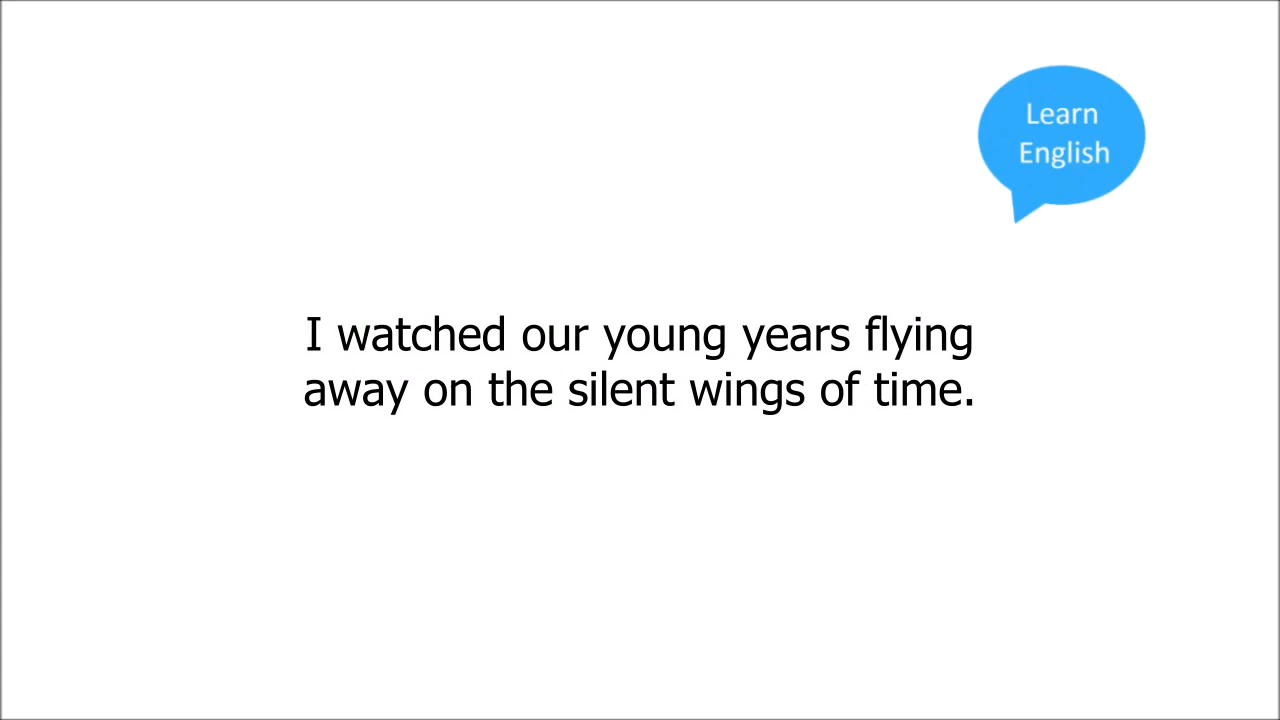 Learn
English
I watched our young years flying
away on the silent wings of time.